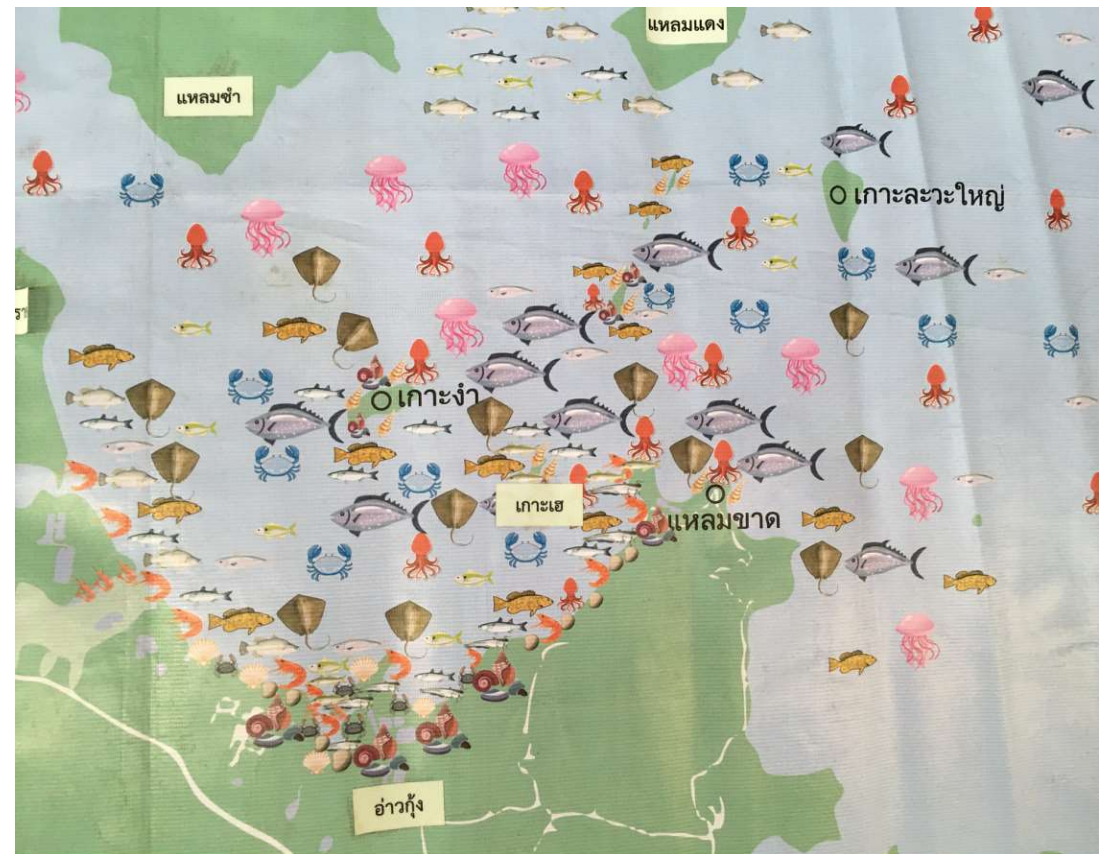 แหลมแดง
แหลมซำ
เกาะละวะใหญ่
เกาะงำ
เกาะเฮ
แหลมขาด
อ่าวกุ้ง